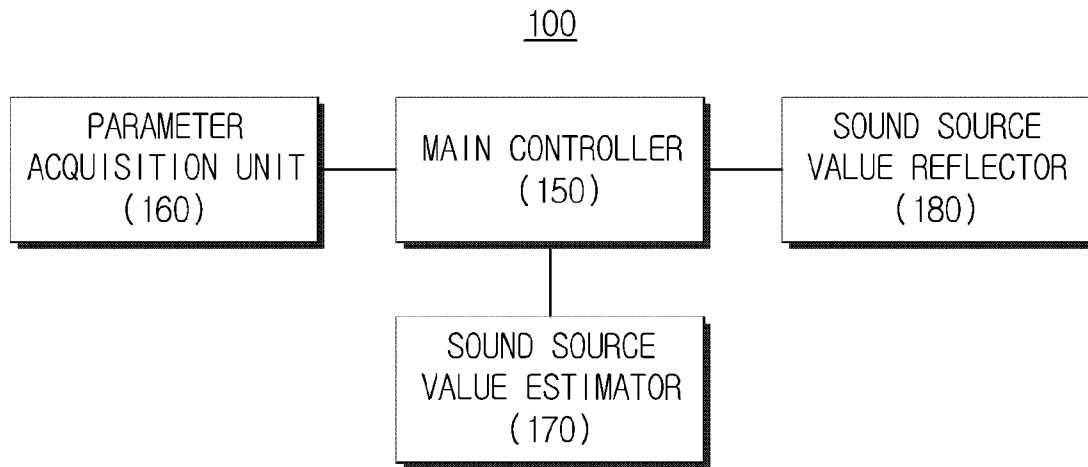 100
PARAMETER
ACQUISITION UNIT
(160)
MAIN CONTROLLER
(150)
SOUND SOURCE
VALUE REFLECTOR
(180)
SOUND SOURCE
VALUE ESTIMATOR
(170)